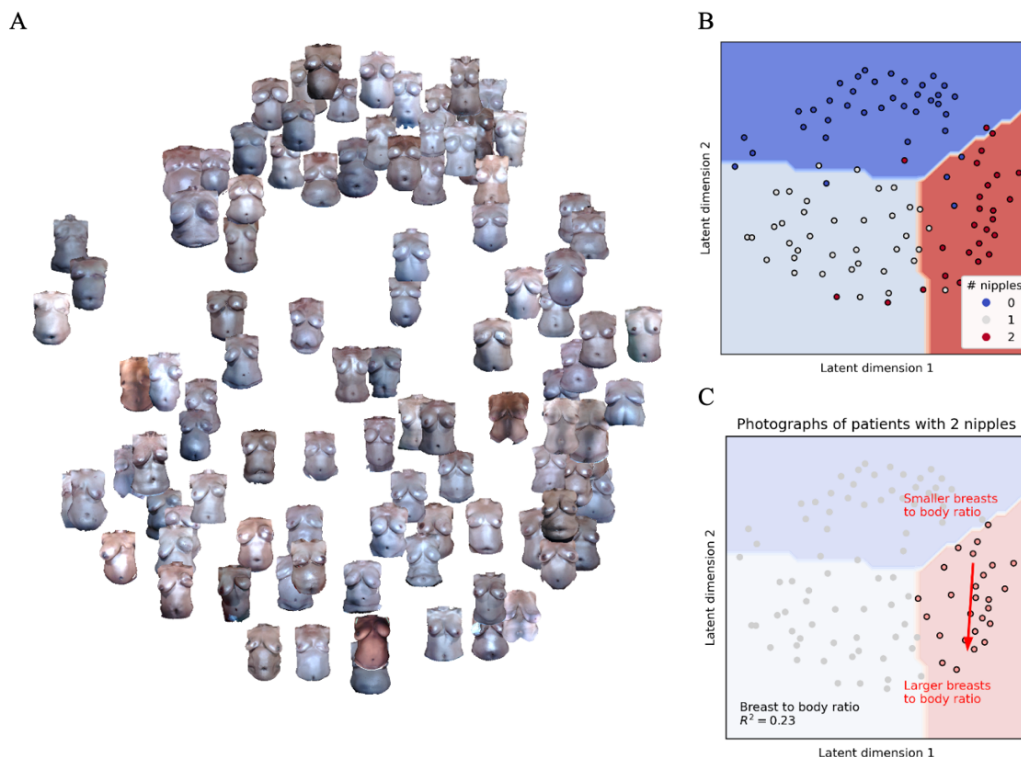 A
B
Latent dimension 2
# nipples
0
1
2
Latent dimension 1
C
Photographs of patients with 2 nipples
Smaller breasts
to body ratio
Latent dimension 2
Larger breasts
to body ratio
Breast to body ratio
R² = 0.23
Latent dimension 1